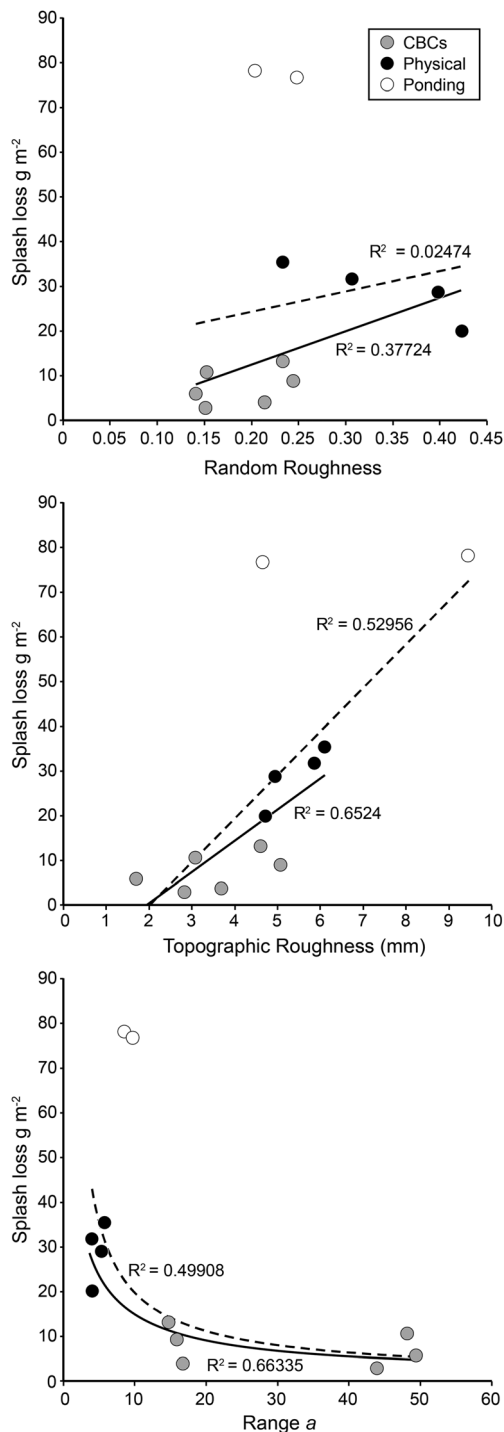 90
80
70
60
50
40
30
20
10
0
Splash loss g m-2
CBCs
Physical
Ponding
R2 = 0.02474
R2 = 0.37724
0 0.05 0.10 0.15 0.20 0.25 0.30 0.35 0.40 0.45
Random Roughness
90
80
70
60
50
40
30
20
10
0
Splash loss g m-2
R2 = 0.52956
R2 = 0.6524
0 1 2 3 4 5 6 7 8 9 10
Topographic Roughness (mm)
90
80
70
60
50
40
30
20
10
0
Splash loss g m-2
R2 = 0.49908
R2 = 0.66335
0 10 20 30 40 50 60
Range a